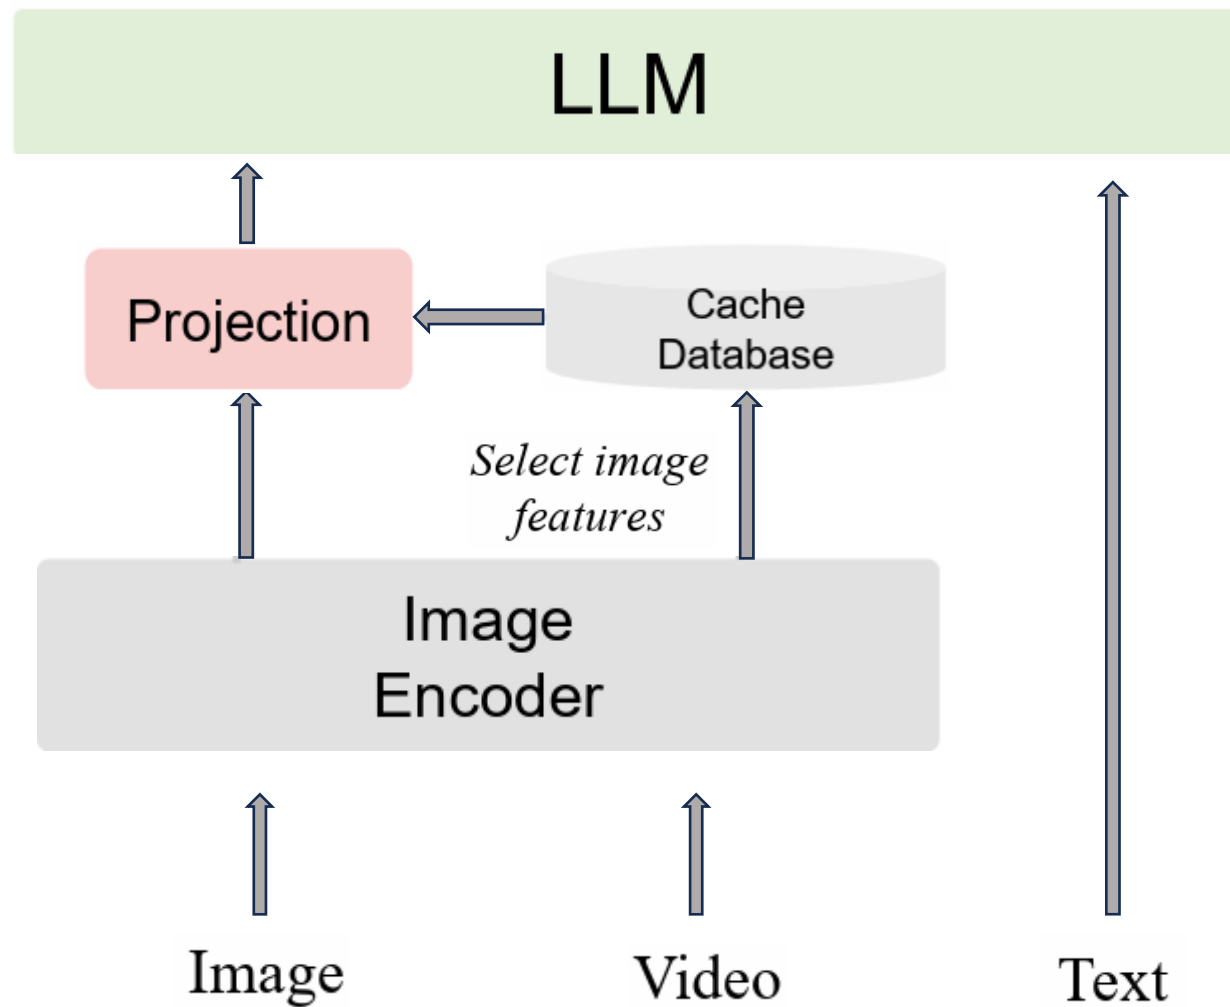 LLM
Projection
Cache
Database
Select image
features
Image
Encoder
Image
Video
Text